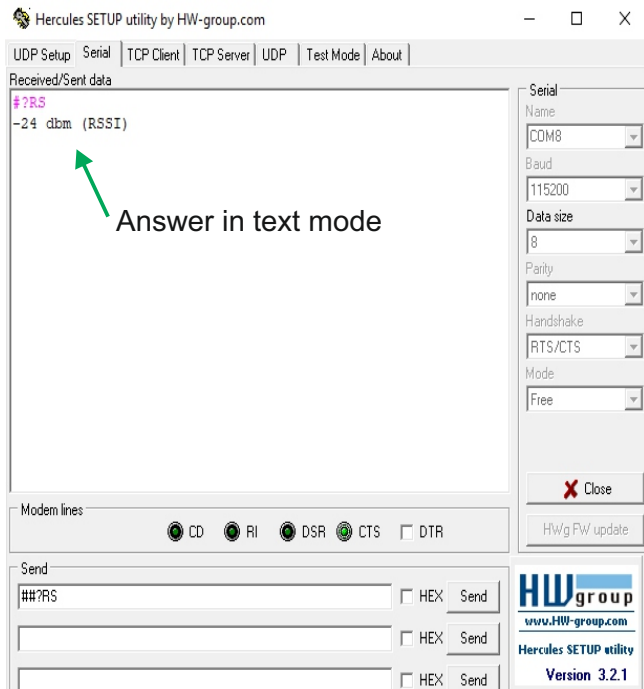 Hercules SETUP utility by HW-group.com
UDP Setup Serial TCP Client TCP Server UDP Test Mode About
Received/Sent data
#?RS
-24 dbm (RSSI)
Answer in text mode
Serial
Name
COM8
Baud
115200
Data size
8
Parity
none
Handshake
RTS/CTS
Mode
Free
Close
HWg FW update
Modem lines
CD RI DSR CTS DTR
Send
##?RS HEX Send
HEX Send
HEX Send
HWgroup
www.HW-group.com
Hercules SETUP utility
Version 3.2.1